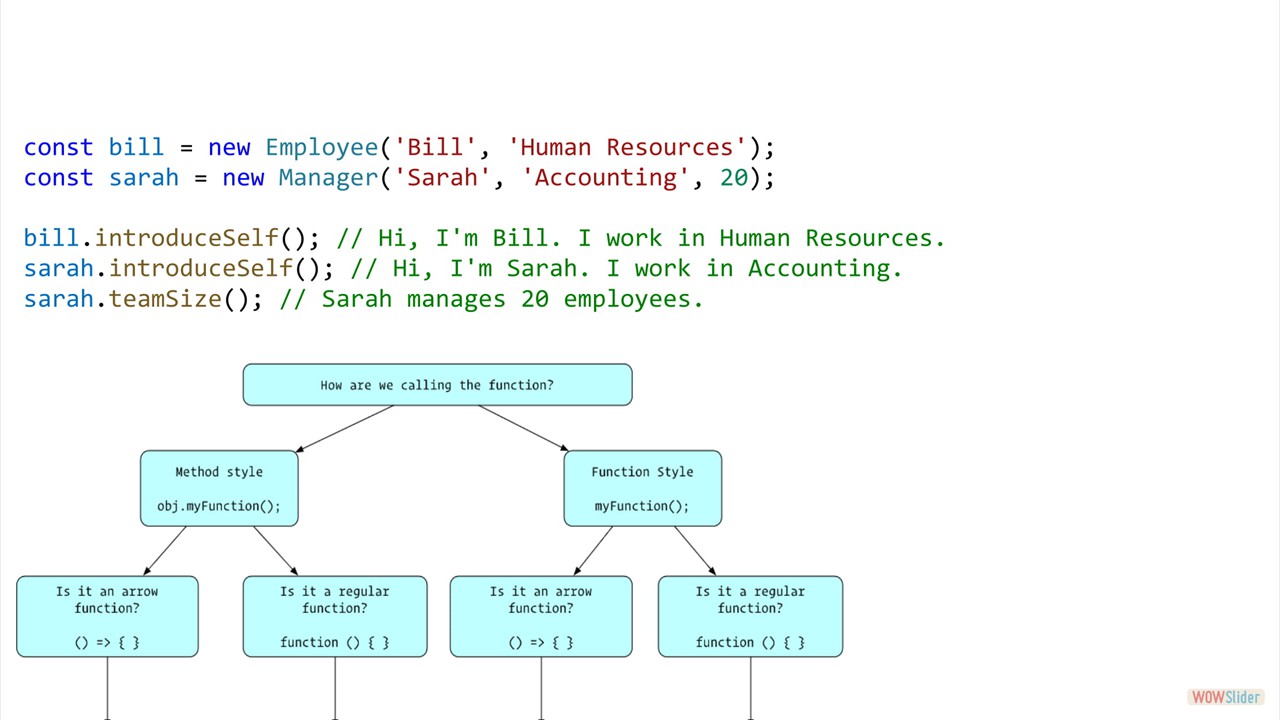 const bill = new Employee('Bill', 'Human Resources');
const sarah = new Manager('Sarah', 'Accounting', 20);
bill.introduceSelf(); // Hi, I'm Bill. I work in Human Resources.
sarah.introduceSelf(); // Hi, I'm Sarah. I work in Accounting.
sarah.teamSize(); // Sarah manages 20 employees.
How are we calling the function?
Method style
obj.myFunction();
Function Style
myFunction();
Is it an arrow
function?
() => { }
Is it a regular
function?
function () { }
Is it an arrow
function?
() => { }
Is it a regular
function?
function () { }
WOWSlider